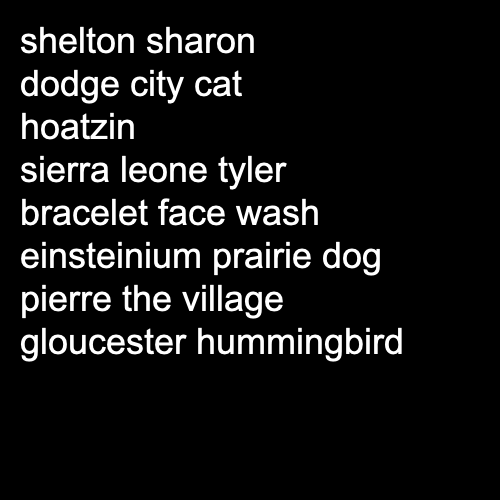 shelton sharon
dodge city cat
hoatzin
sierra leone tyler
bracelet face wash
einsteinium prairie dog
pierre the village
gloucester hummingbird